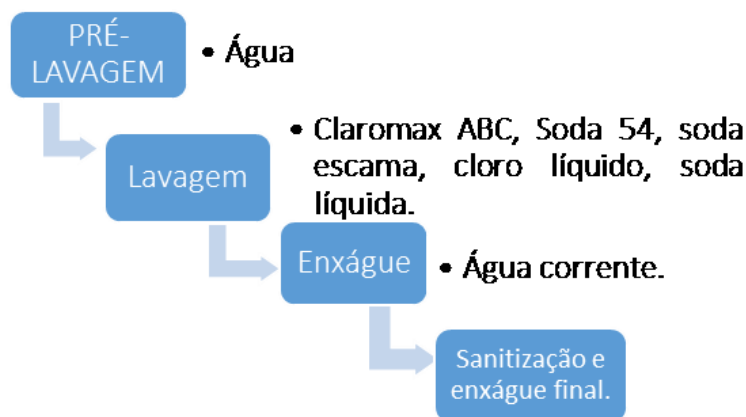 PRÉ-
LAVAGEM
• Água
Lavagem
• Claromax ABC, Soda 54, soda
escama, cloro líquido, soda
líquida.
Enxágue
• Água corrente.
Sanitização e
enxágue final.